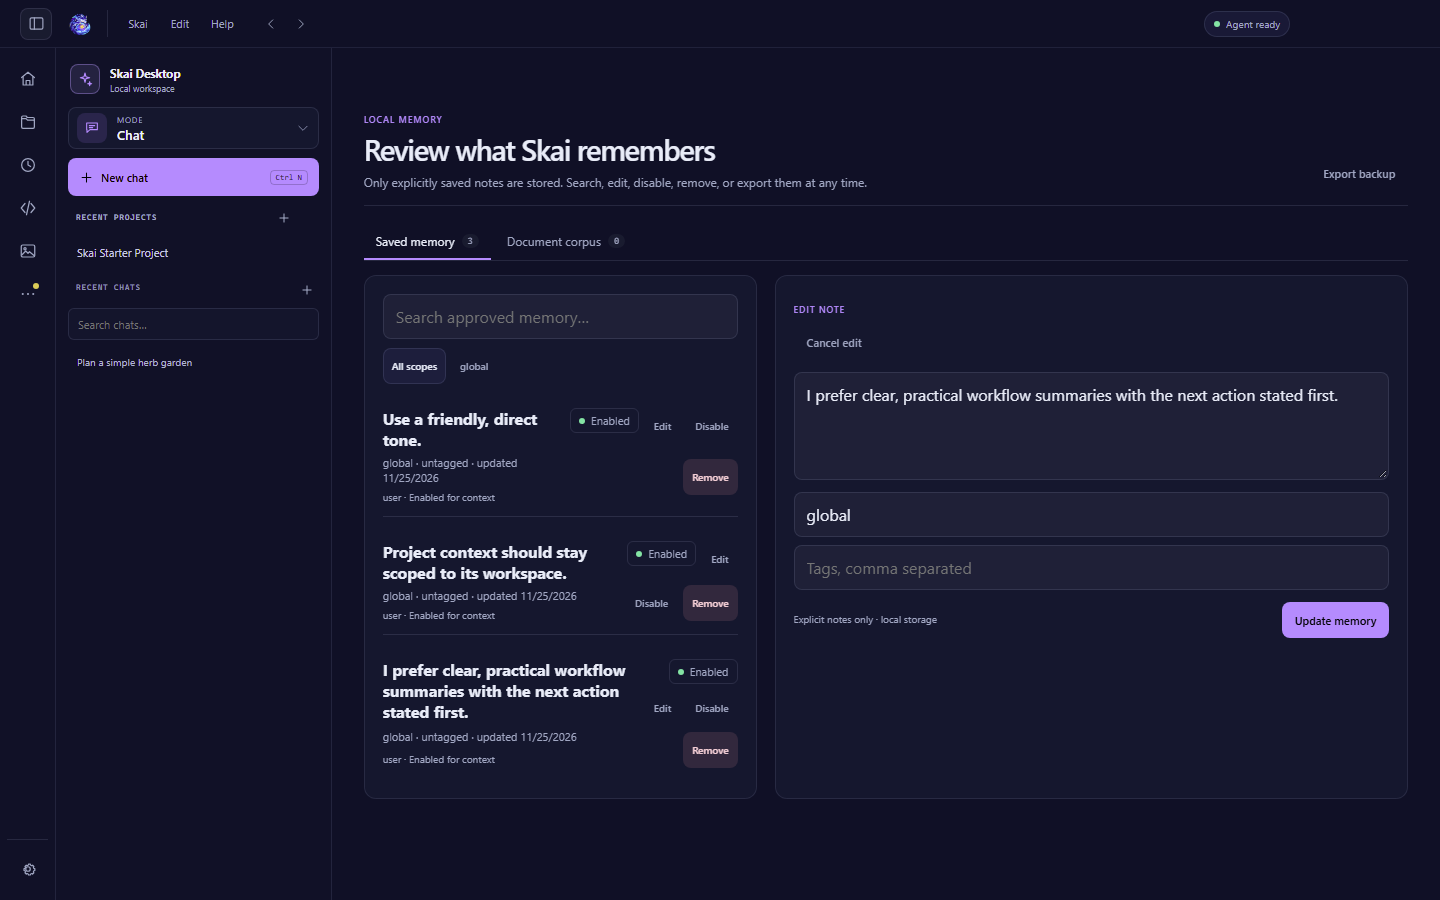 Skai
Edit
Help
Agent ready
Skai Desktop
Local workspace
MODE
Chat
New chat
Ctrl N
RECENT PROJECTS
Skai Starter Project
RECENT CHATS
Search chats...
Plan a simple herb garden
LOCAL MEMORY
Review what Skai remembers
Only explicitly saved notes are stored. Search, edit, disable, remove, or export them at any time.
Export backup
Saved memory 3
Document corpus 0
Search approved memory...
All scopes
global
Use a friendly, direct
tone.
Enabled
Edit
Disable
global · untagged · updated
11/25/2026
user · Enabled for context
Remove
Project context should stay
scoped to its workspace.
Enabled
Edit
global · untagged · updated 11/25/2026
user · Enabled for context
Disable
Remove
I prefer clear, practical workflow
summaries with the next action
stated first.
Enabled
Edit
Disable
global · untagged · updated 11/25/2026
user · Enabled for context
Remove
EDIT NOTE
Cancel edit
I prefer clear, practical workflow summaries with the next action stated first.
global
Tags, comma separated
Explicit notes only · local storage
Update memory